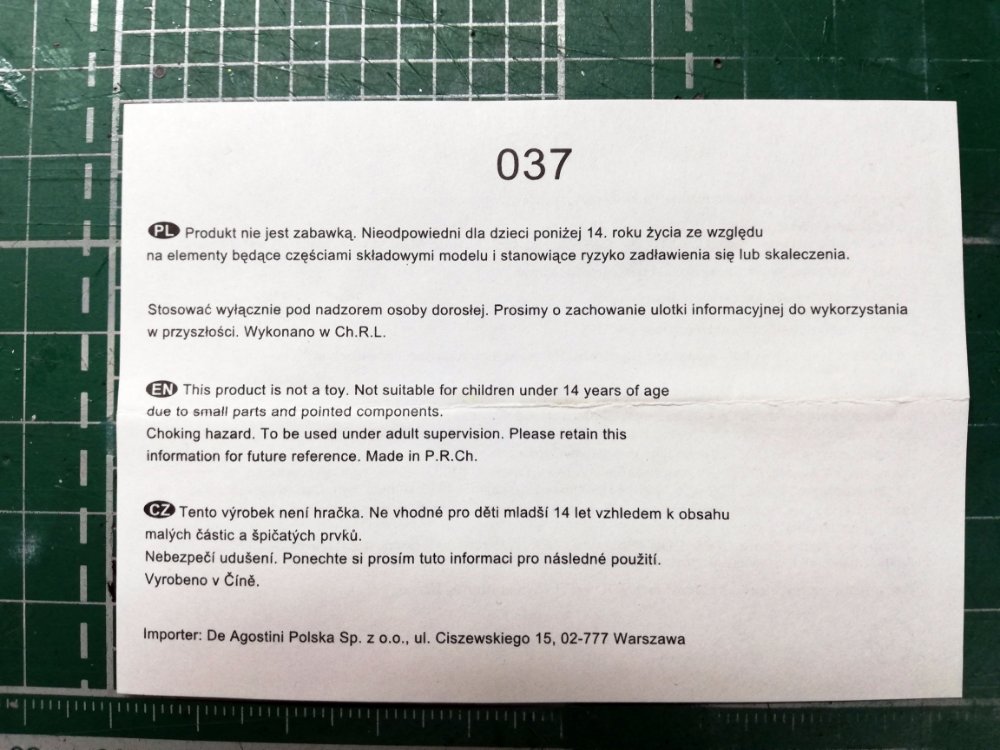 037
PL Produkt nie jest zabawką. Nieodpowiedni dla dzieci poniżej 14. roku życia ze względu
na elementy będące częściami składowymi modelu i stanowiące ryzyko zadławienia się lub skaleczenia.
Stosować wyłącznie pod nadzorem osoby dorosłej. Prosimy o zachowanie ulotki informacyjnej do wykorzystania
w przyszłości. Wykonano w Ch.R.L.
EN This product is not a toy. Not suitable for children under 14 years of age
due to small parts and pointed components.
Choking hazard. To be used under adult supervision. Please retain this
information for future reference. Made in P.R.Ch.
CZ Tento výrobek není hračka. Ne vhodné pro děti mladší 14 let vzhledem k obsahu
malých částic a špičatých prvků.
Nebezpečí udušení. Ponechte si prosím tuto informaci pro následné použití.
Vyrobeno v Číně.
Importer: De Agostini Polska Sp. z o.o., ul. Ciszewskiego 15, 02-777 Warszawa